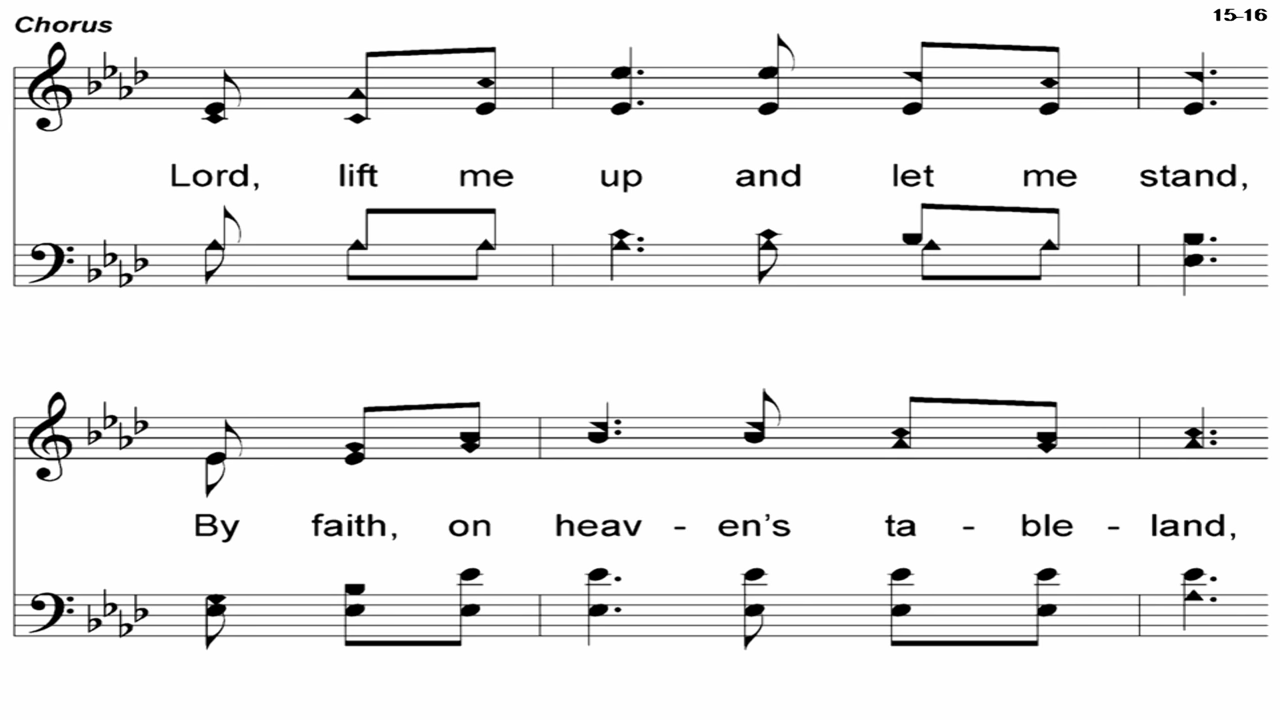 Chorus 15-16
Lord, lift me up and let me stand,
By faith, on heav - en's ta - ble - land,